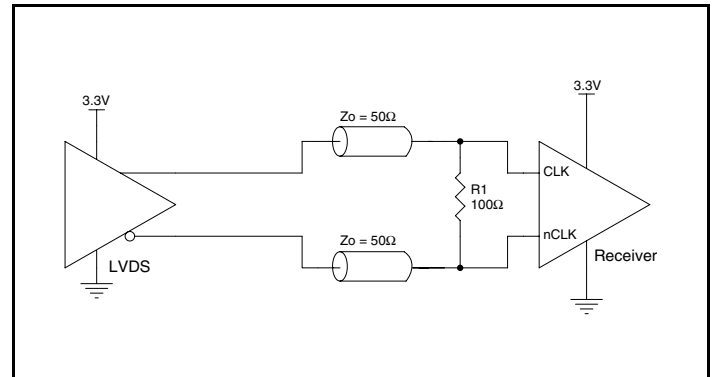 3.3V
3.3V
Zo = 50Ω
CLK
R1
100Ω
nCLK
Zo = 50Ω
Receiver
LVDS